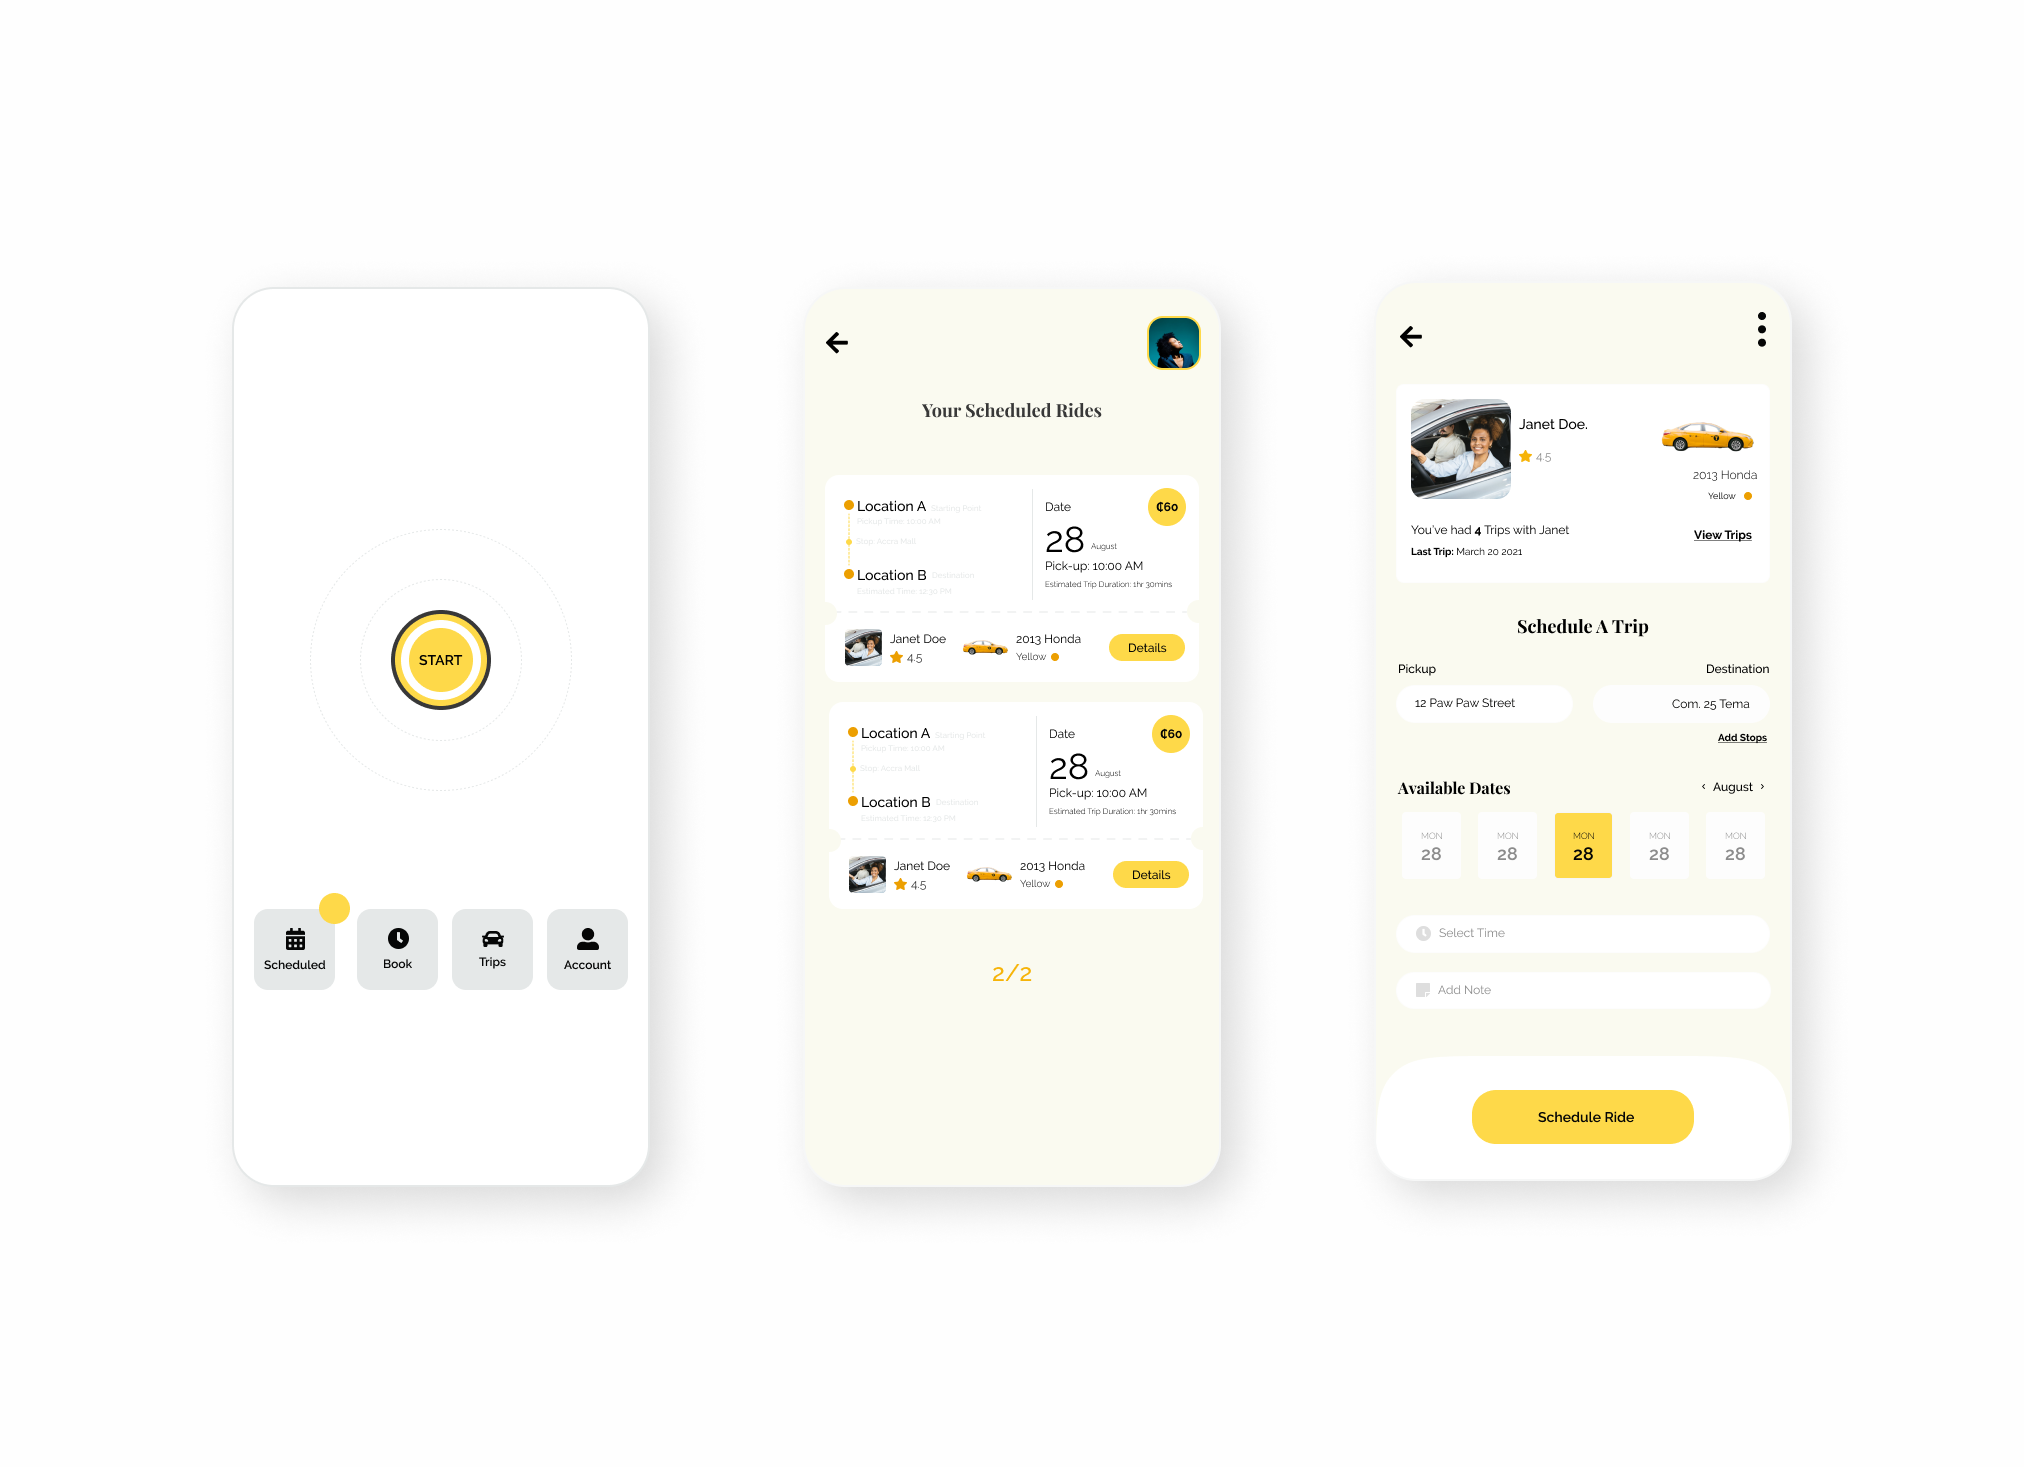 START
Scheduled
Book
Trips
Account
Your Scheduled Rides
Location A Starting Point
Pickup Time: 10:00 AM
Stop: Accra Mall
Location B Destination
Estimated Time: 12:30 PM
Date
₵60
28 August
Pick-up: 10:00 AM
Estimated Trip Duration: 1hr 30mins
Janet Doe
4.5
2013 Honda
Yellow
Details
Location A Starting Point
Pickup Time: 10:00 AM
Stop: Accra Mall
Location B Destination
Estimated Time: 12:30 PM
Date
₵60
28 August
Pick-up: 10:00 AM
Estimated Trip Duration: 1hr 30mins
Janet Doe
4.5
2013 Honda
Yellow
Details
2/2
Janet Doe.
4.5
2013 Honda
Yellow
You've had 4 Trips with Janet
Last Trip: March 20 2021
View Trips
Schedule A Trip
Pickup
Destination
12 Paw Paw Street
Com. 25 Tema
Add Stops
Available Dates
‹ August ›
MON MON MON MON MON
28 28 28 28 28
Select Time
Add Note
Schedule Ride